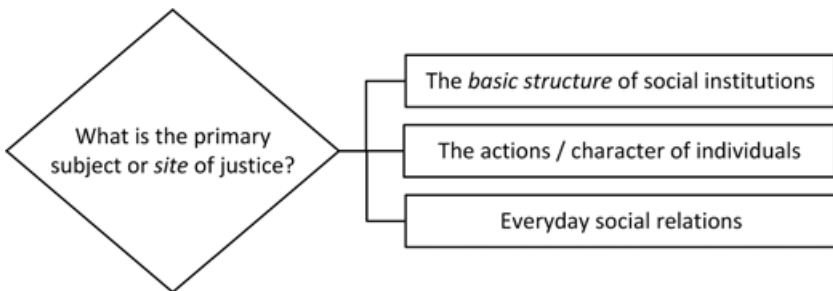 What is the primary
subject or site of justice?
The basic structure of social institutions
The actions / character of individuals
Everyday social relations